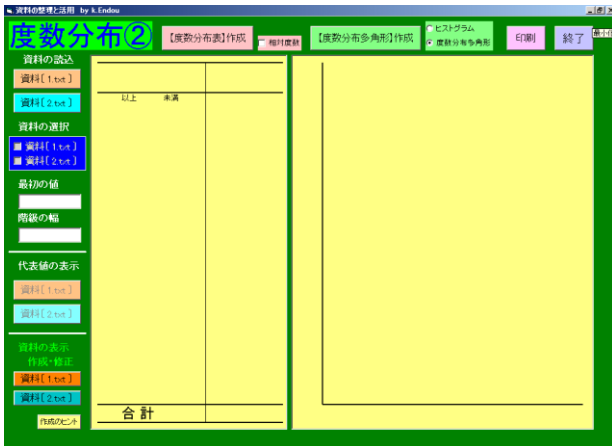 資料の整理と活用 by k.Endou
度数分布②
【度数分布表】作成
相対度数
【度数分布多角形】作成
ヒストグラム
度数分布多角形
印刷
終了
資料の読込
資料[ 1.txt ]
資料[ 2.txt ]
資料の選択
資料[ 1.txt ]
資料[ 2.txt ]
最初の値
階級の幅
代表値の表示
資料[ 1.txt ]
資料[ 2.txt ]
資料の表示
作成・修正
資料[ 1.txt ]
資料[ 2.txt ]
作成のヒント
以上 未満
合計